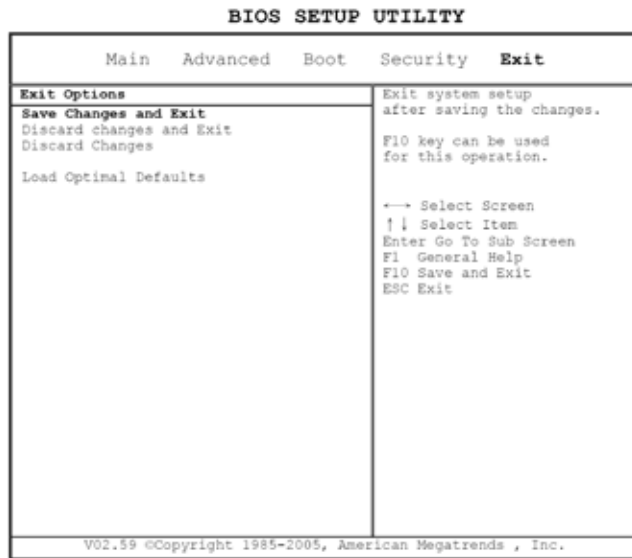 BIOS SETUP UTILITY
Main Advanced Boot Security Exit
Exit Options
Save Changes and Exit
Discard changes and Exit
Discard Changes
Load Optimal Defaults
Exit system setup
after saving the changes.
F10 key can be used
for this operation.
←→ Select Screen
↑↓ Select Item
Enter Go To Sub Screen
F1 General Help
F10 Save and Exit
ESC Exit
V02.59 ©Copyright 1985-2005, American Megatrends , Inc.